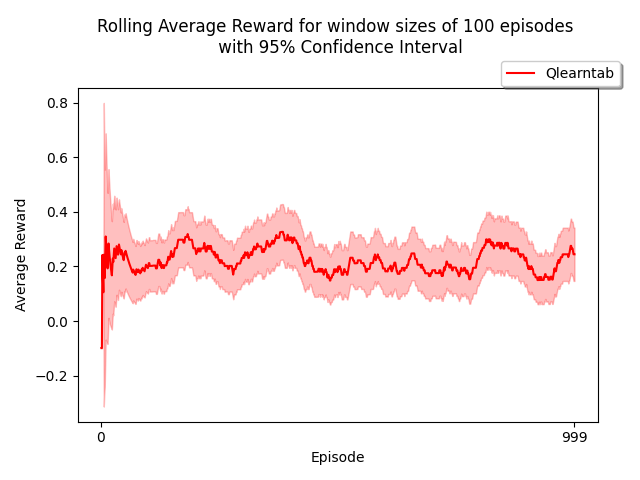 Rolling Average Reward for window sizes of 100 episodes
with 95% Confidence Interval
Qlearntab
0.8
0.6
0.4
0.2
0.0
−0.2
Average Reward
0
999
Episode